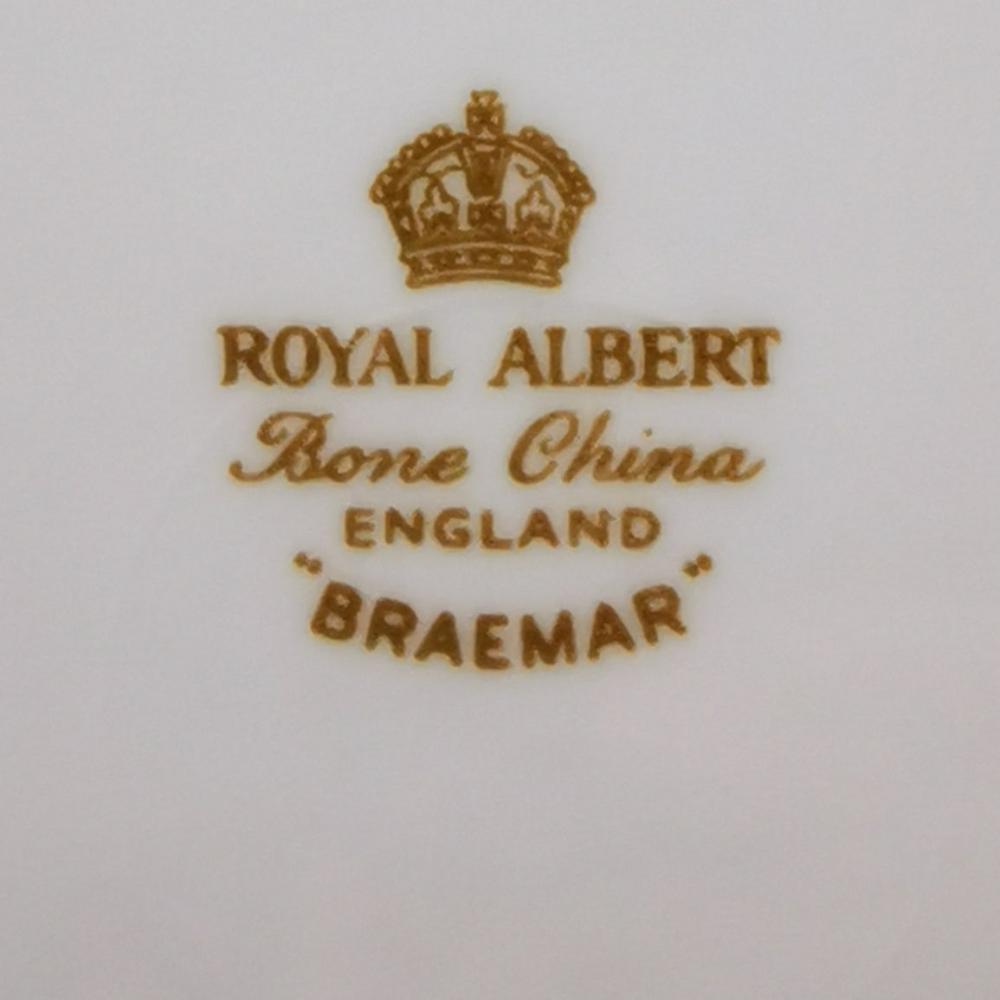 ROYAL ALBERT
Bone China
ENGLAND
"BRAEMAR"